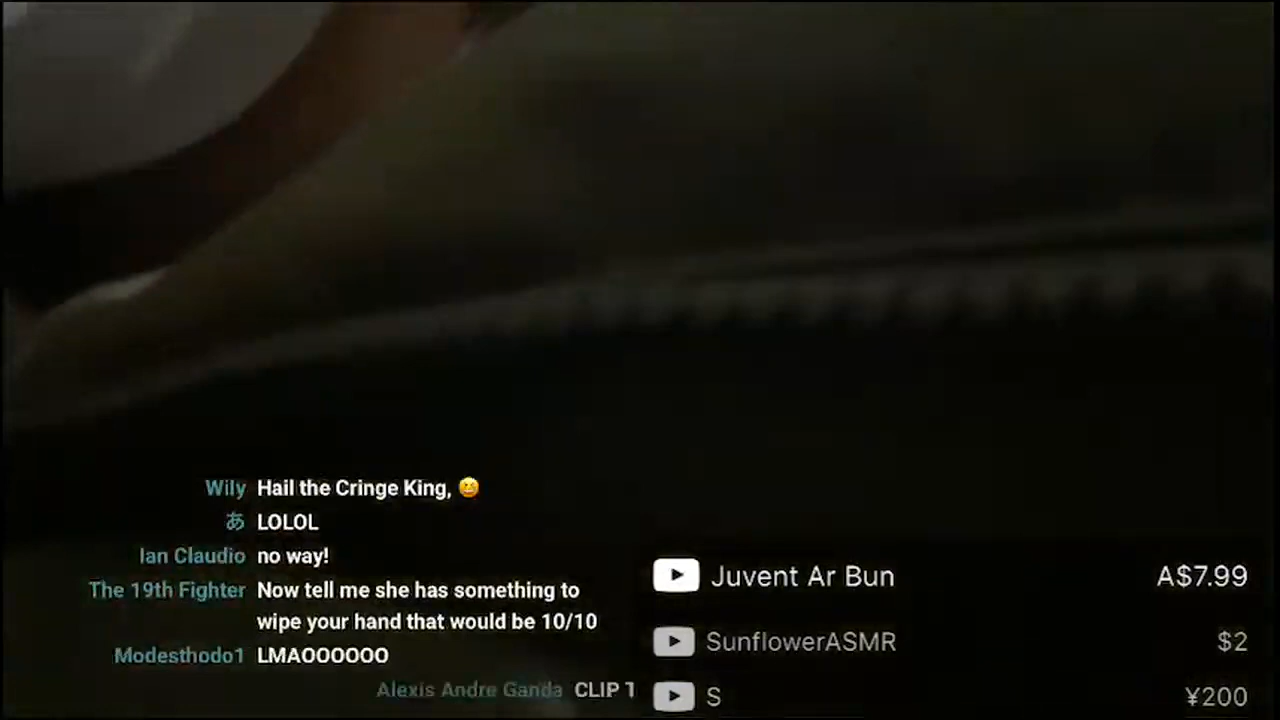 Wily Hail the Cringe King, 😆
あ LOLOL
Ian Claudio no way!
The 19th Fighter Now tell me she has something to
wipe your hand that would be 10/10
Modesthodo1 LMAOOOOOO
Alexis Andre Ganda CLIP T
Juvent Ar Bun A$7.99
SunflowerASMR $2
S ¥200